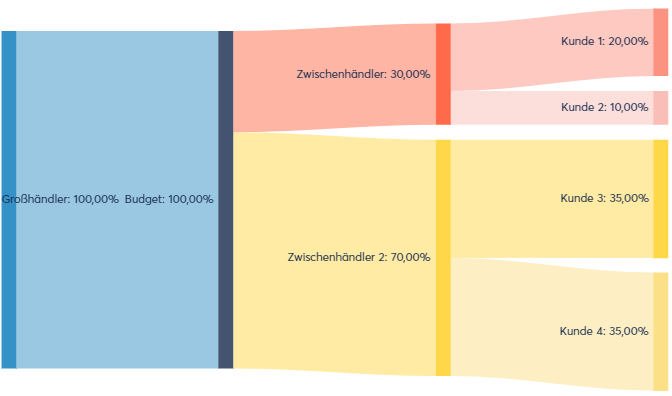 Großhändler: 100,00%
Budget: 100,00%
Zwischenhändler: 30,00%
Zwischenhändler 2: 70,00%
Kunde 1: 20,00%
Kunde 2: 10,00%
Kunde 3: 35,00%
Kunde 4: 35,00%